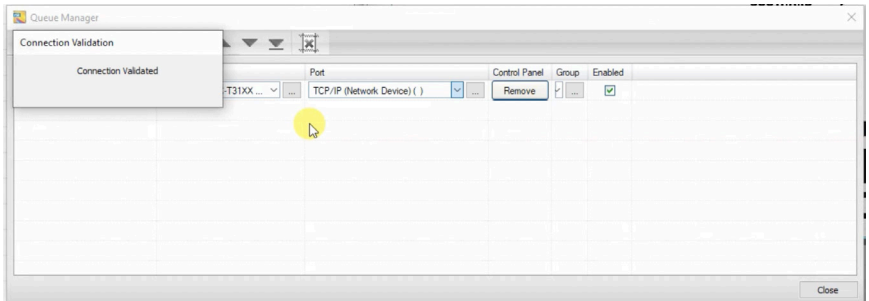 Queue Manager
Connection Validation
Connection Validated
Port Control Panel Group Enabled
-T31XX ... ... TCP/IP (Network Device) ( ) ... Remove ...
Close